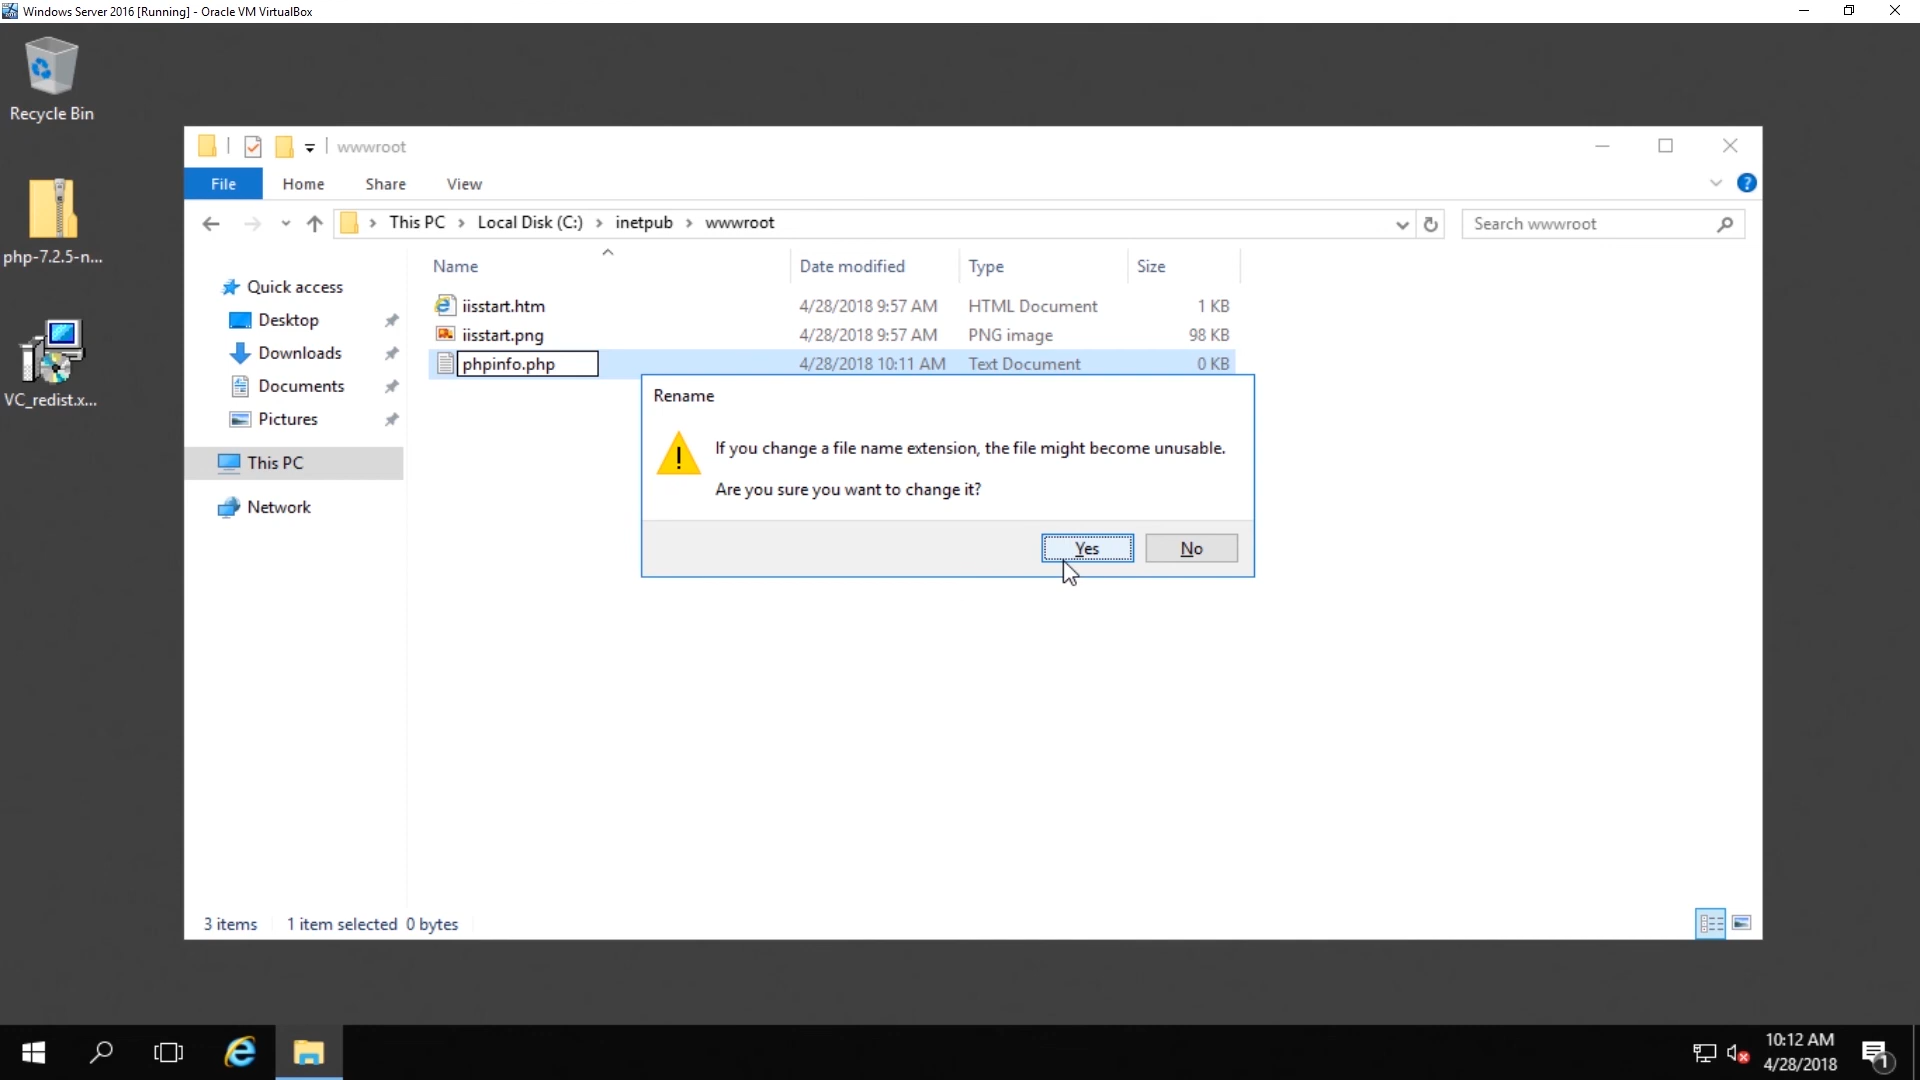 Windows Server 2016 [Running] - Oracle VM VirtualBox
Recycle Bin
php-7.2.5-n...
VC_redist.x...
wwwroot
File Home Share View
This PC Local Disk (C:) inetpub wwwroot
Search wwwroot
Name Date modified Type Size
Quick access
Desktop
Downloads
Documents
Pictures
This PC
Network
iisstart.htm 4/28/2018 9:57 AM HTML Document 1 KB
iisstart.png 4/28/2018 9:57 AM PNG image 98 KB
phpinfo.php 4/28/2018 10:11 AM Text Document 0 KB
Rename
If you change a file name extension, the file might become unusable.
Are you sure you want to change it?
Yes No
3 items 1 item selected 0 bytes
10:12 AM
4/28/2018
1